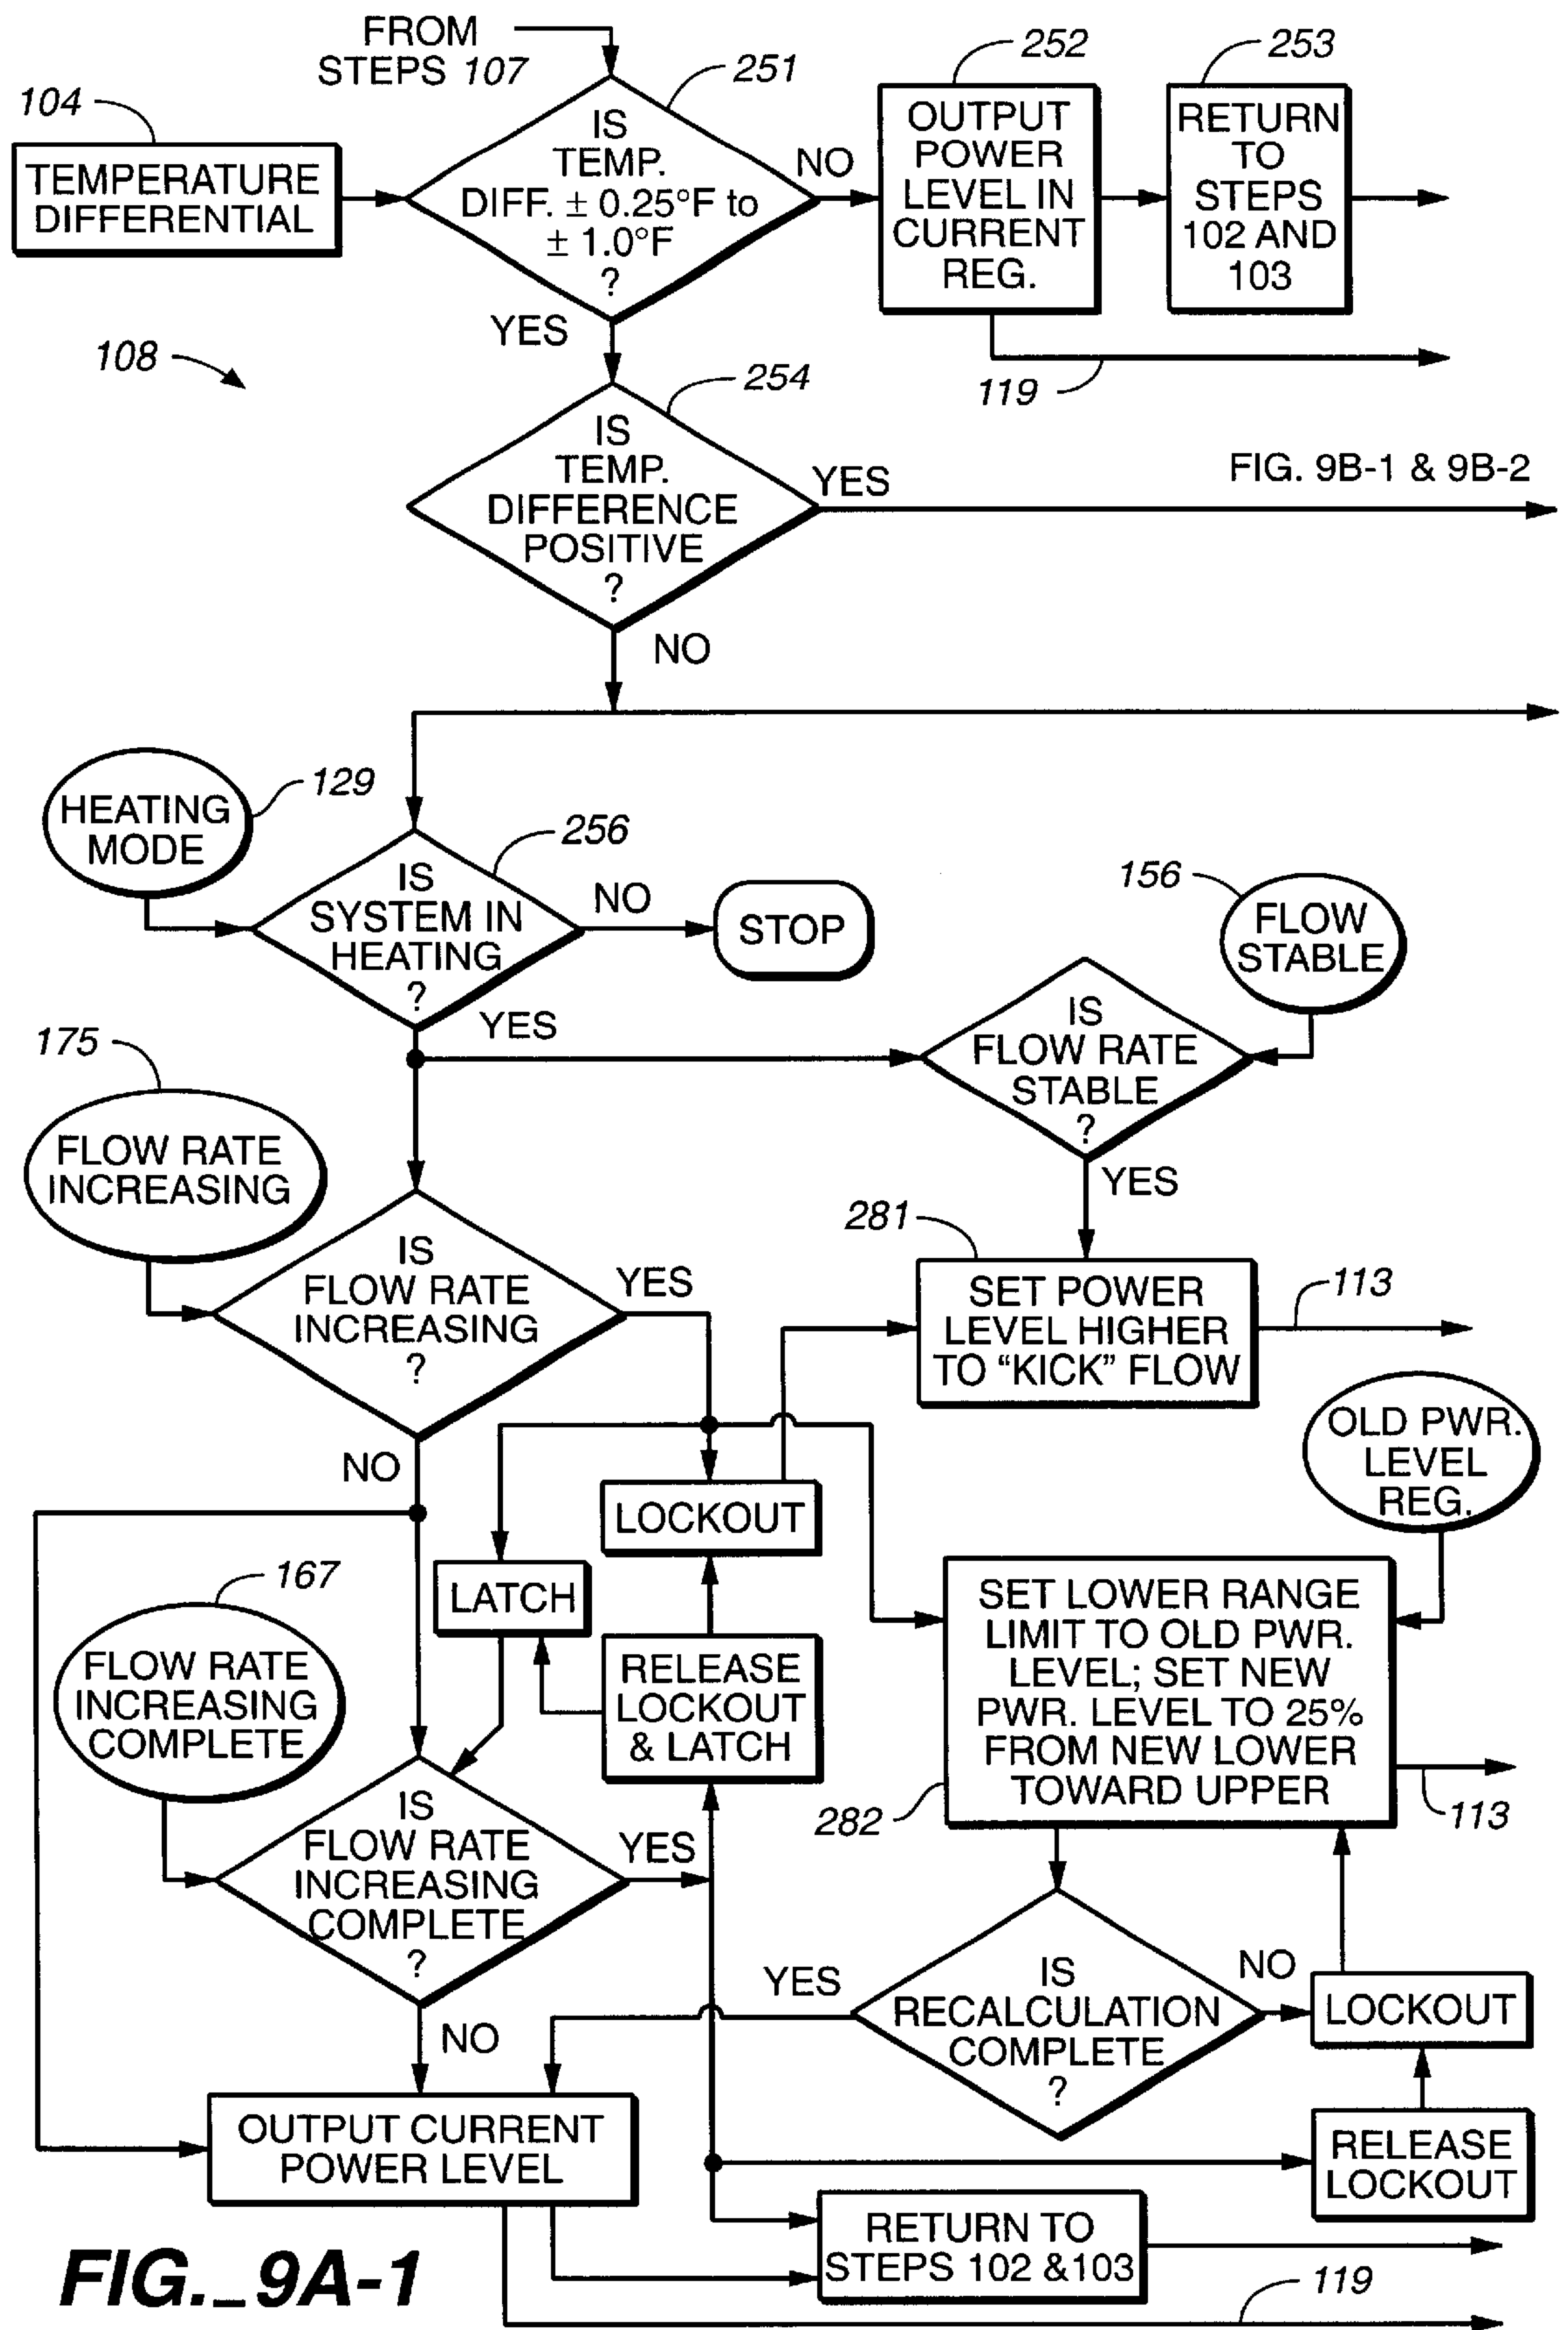 FROM
STEPS 107
104
TEMPERATURE
DIFFERENTIAL
251
IS
TEMP.
DIFF. ± 0.25°F to
± 1.0°F
?
NO
252
OUTPUT
POWER
LEVEL IN
CURRENT
REG.
253
RETURN
TO
STEPS
102 AND
103
119
YES
108
254
IS
TEMP.
DIFFERENCE
POSITIVE
?
YES
FIG. 9B-1 & 9B-2
NO
HEATING
MODE
129
256
IS
SYSTEM IN
HEATING
?
NO
STOP
YES
156
FLOW
STABLE
IS
FLOW RATE
STABLE
?
YES
175
FLOW RATE
INCREASING
IS
FLOW RATE
INCREASING
?
YES
NO
281
SET POWER
LEVEL HIGHER
TO “KICK” FLOW
113
OLD PWR.
LEVEL
REG.
LOCKOUT
LATCH
RELEASE
LOCKOUT
& LATCH
167
FLOW RATE
INCREASING
COMPLETE
SET LOWER RANGE
LIMIT TO OLD PWR.
LEVEL; SET NEW
PWR. LEVEL TO 25%
FROM NEW LOWER
TOWARD UPPER
282
113
IS
FLOW RATE
INCREASING
COMPLETE
?
YES
NO
IS
RECALCULATION
COMPLETE
?
YES
NO
LOCKOUT
RELEASE
LOCKOUT
OUTPUT CURRENT
POWER LEVEL
RETURN TO
STEPS 102 &103
119
FIG._9A-1